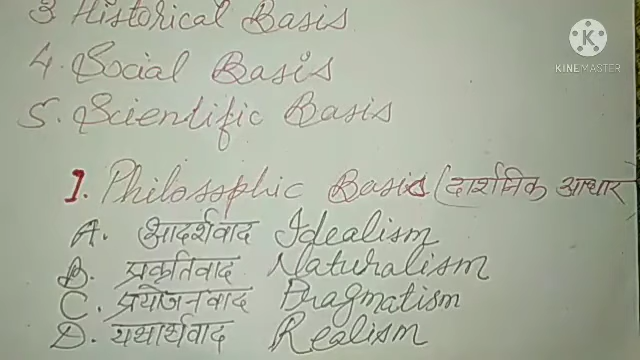 3 Historical Basis
K
KINEMASTER
4. Social Basis
5. Scientific Basis
1. Philosophic Basis (दार्शनिक आधार
A. आदर्शवाद Idealism
B. प्रकृतिवाद Naturalism
C. प्रयोजनवाद Pragmatism
D. यथार्थवाद Realism